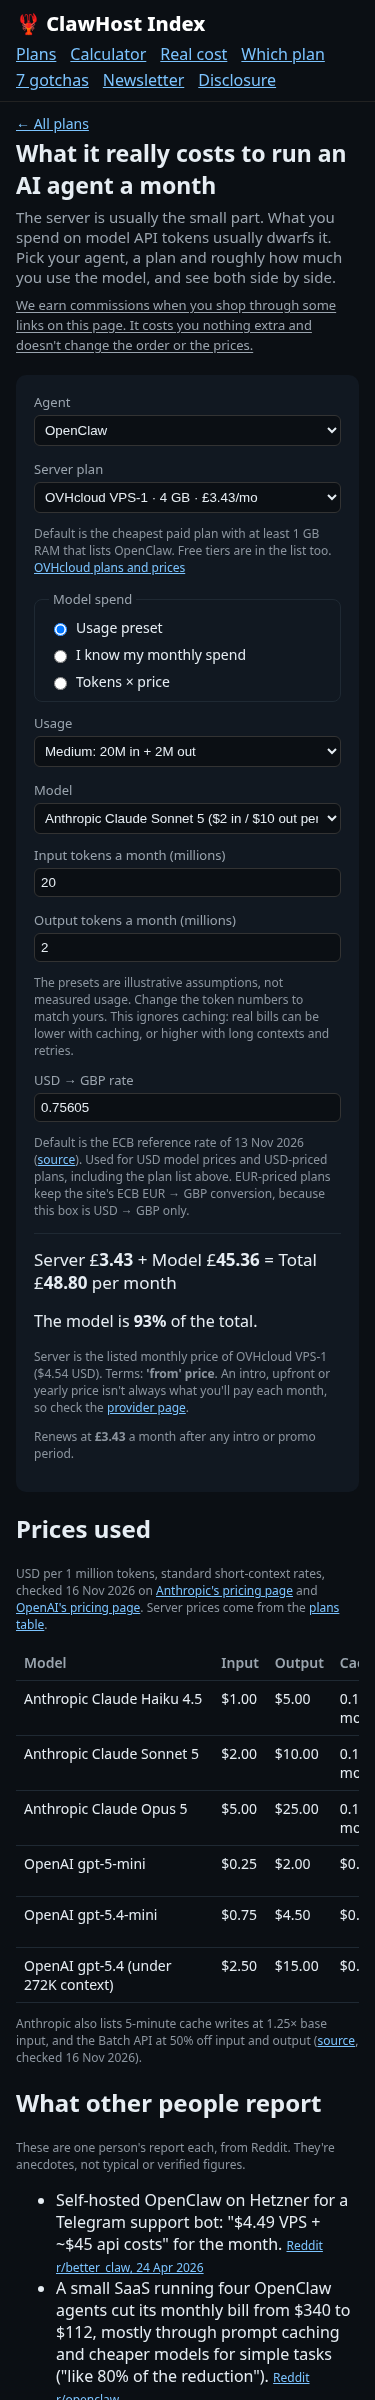 ClawHost Index
Plans Calculator Real cost Which plan
7 gotchas Newsletter Disclosure
← All plans
What it really costs to run an
AI agent a month
The server is usually the small part. What you
spend on model API tokens usually dwarfs it.
Pick your agent, a plan and roughly how much
you use the model, and see both side by side.
We earn commissions when you shop through some
links on this page. It costs you nothing extra and
doesn't change the order or the prices.
Agent
OpenClaw
Server plan
OVHcloud VPS-1 · 4 GB · £3.43/mo
Default is the cheapest paid plan with at least 1 GB
RAM that lists OpenClaw. Free tiers are in the list too.
OVHcloud plans and prices
Model spend
Usage preset
I know my monthly spend
Tokens × price
Usage
Medium: 20M in + 2M out
Model
Anthropic Claude Sonnet 5 ($2 in / $10 out per
Input tokens a month (millions)
20
Output tokens a month (millions)
2
The presets are illustrative assumptions, not
measured usage. Change the token numbers to
match yours. This ignores caching: real bills can be
lower with caching, or higher with long contexts and
retries.
USD → GBP rate
0.75605
Default is the ECB reference rate of 13 Nov 2026
(source). Used for USD model prices and USD-priced
plans, including the plan list above. EUR-priced plans
keep the site's ECB EUR → GBP conversion, because
this box is USD → GBP only.
Server £3.43 + Model £45.36 = Total
£48.80 per month
The model is 93% of the total.
Server is the listed monthly price of OVHcloud VPS-1
($4.54 USD). Terms: 'from' price. An intro, upfront or
yearly price isn't always what you'll pay each month,
so check the provider page.
Renews at £3.43 a month after any intro or promo
period.
Prices used
USD per 1 million tokens, standard short-context rates,
checked 16 Nov 2026 on Anthropic's pricing page and
OpenAI's pricing page. Server prices come from the plans
table.
Model Input Output
Anthropic Claude Haiku 4.5 $1.00 $5.00
Anthropic Claude Sonnet 5 $2.00 $10.00
Anthropic Claude Opus 5 $5.00 $25.00
OpenAI gpt-5-mini $0.25 $2.00
OpenAI gpt-5.4-mini $0.75 $4.50
OpenAI gpt-5.4 (under $2.50 $15.00
272K context)
Anthropic also lists 5-minute cache writes at 1.25× base
input, and the Batch API at 50% off input and output (source,
checked 16 Nov 2026).
What other people report
These are one person's report each, from Reddit. They're
anecdotes, not typical or verified figures.
Self-hosted OpenClaw on Hetzner for a
Telegram support bot: "$4.49 VPS +
~$45 api costs" for the month. Reddit
r/better_claw, 24 Apr 2026
A small SaaS running four OpenClaw
agents cut its monthly bill from $340 to
$112, mostly through prompt caching
and cheaper models for simple tasks
("like 80% of the reduction"). Reddit
r/openclaw